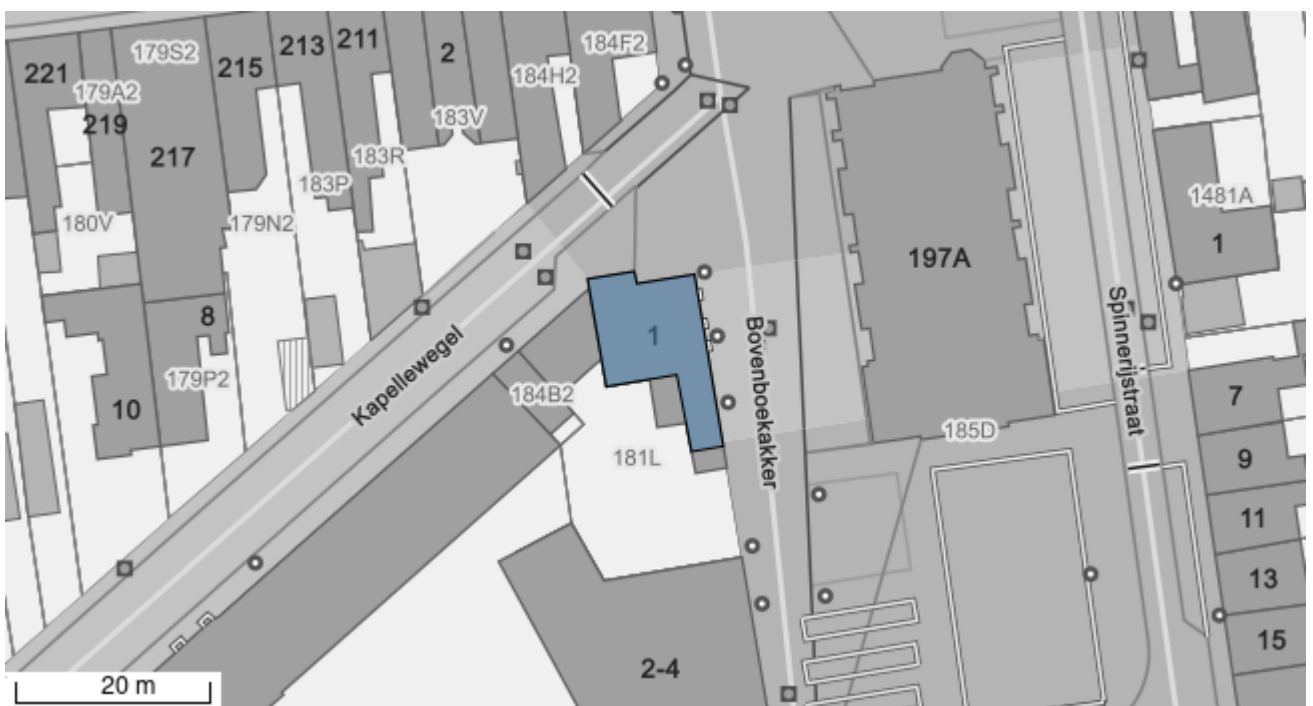 221
179A2
219
179S2
217
215
213
211
2
184F2
184H2
183V
183R
183P
180V
179N2
8
179P2
10
Kapellewegel
184B2
181L
1
Bovenboekakker
197A
185D
Spinnerijstraat
1481A
1
7
9
11
13
15
2-4
20 m